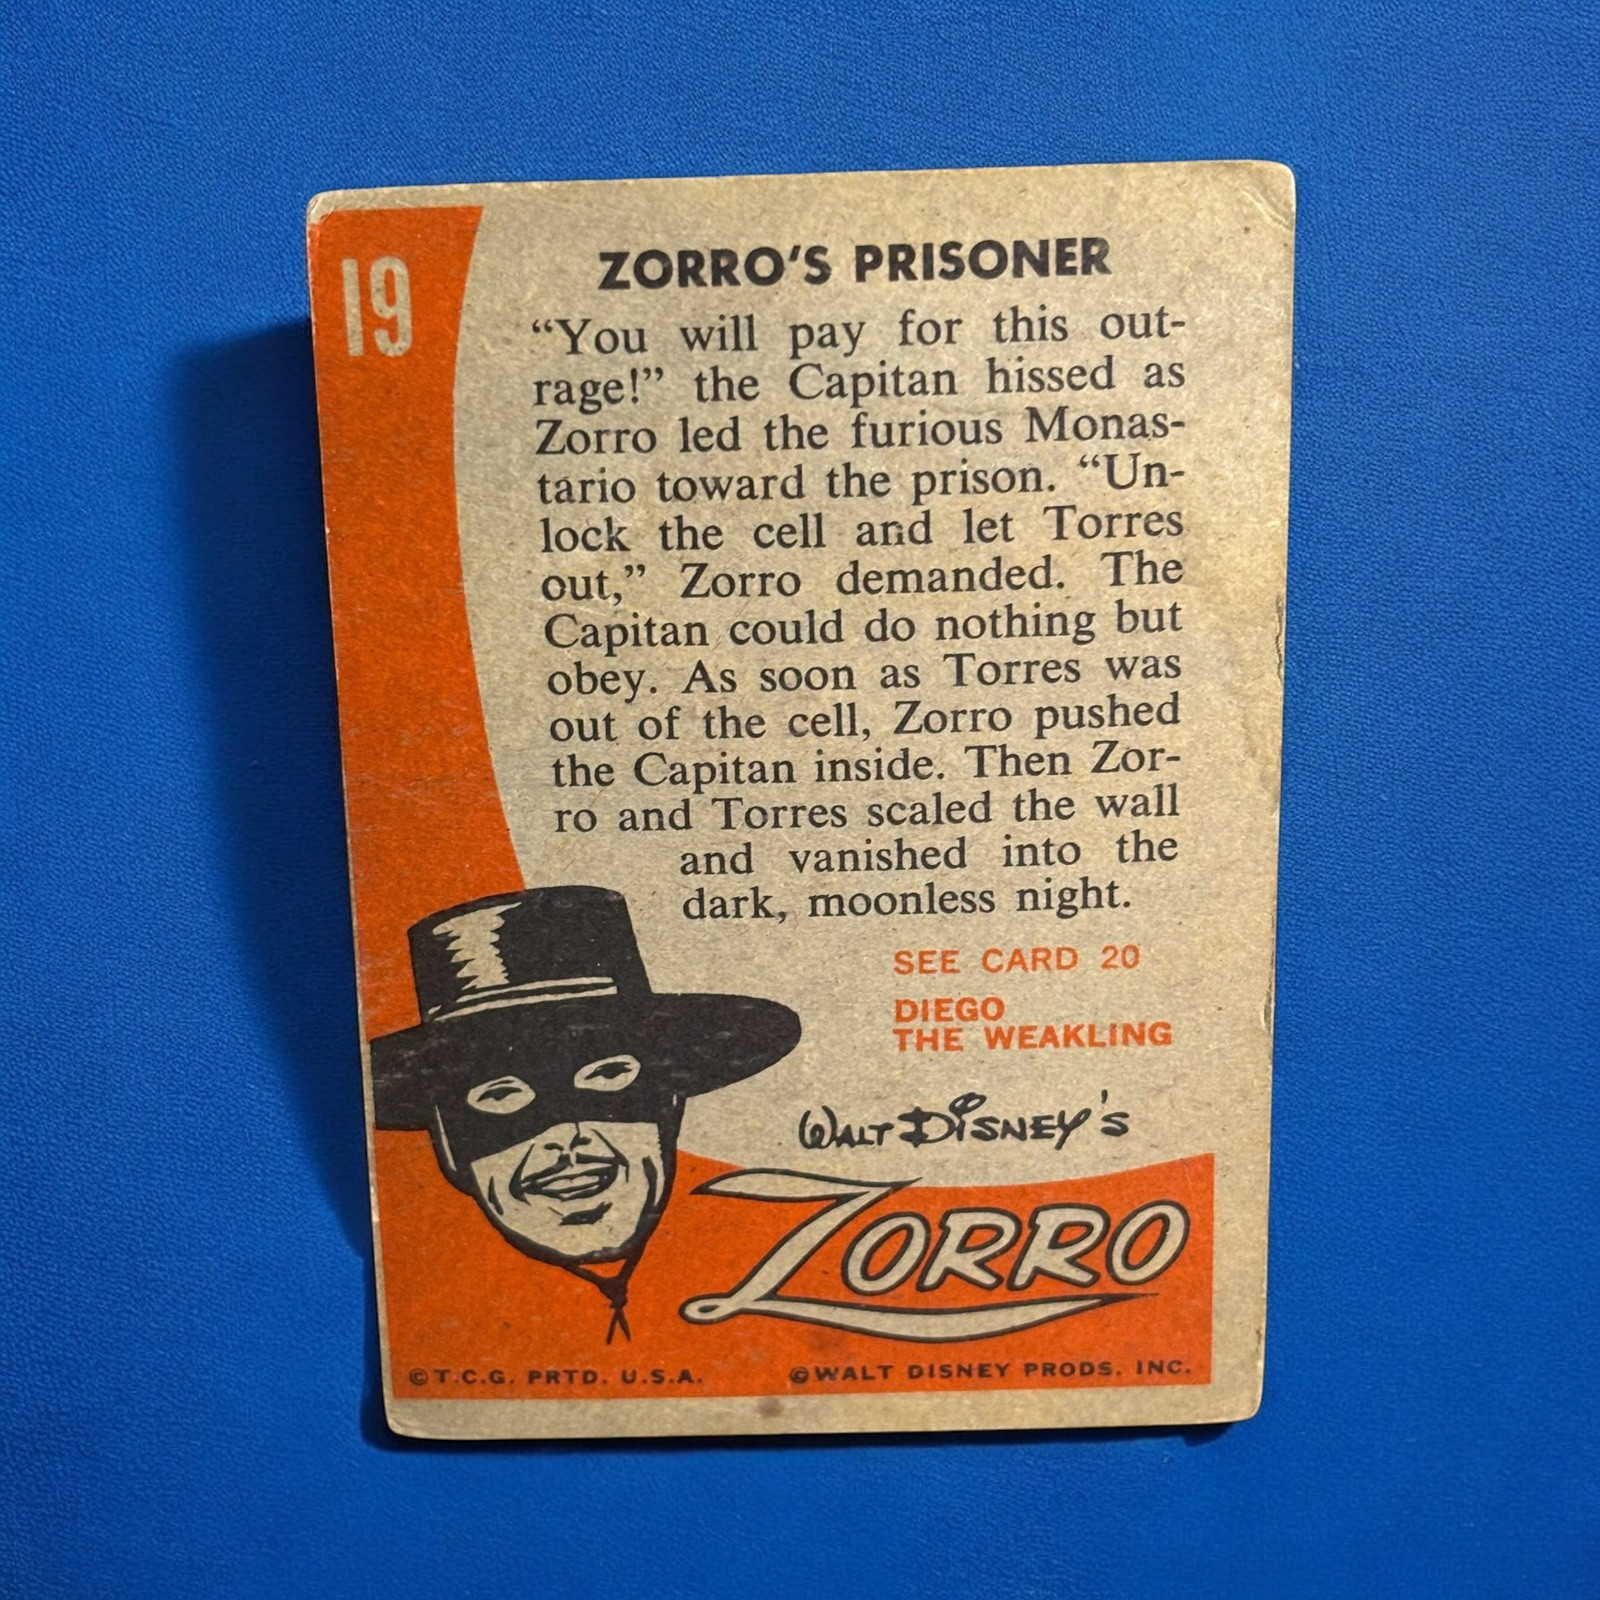 19
ZORRO'S PRISONER
“You will pay for this out-
rage!” the Capitan hissed as
Zorro led the furious Monas-
tario toward the prison. “Un-
lock the cell and let Torres
out,” Zorro demanded. The
Capitan could do nothing but
obey. As soon as Torres was
out of the cell, Zorro pushed
the Capitan inside. Then Zor-
ro and Torres scaled the wall
and vanished into the
dark, moonless night.
SEE CARD 20
DIEGO
THE WEAKLING
WALT DISNEY'S
ZORRO
©T.C.G. PRTD. U.S.A.
©WALT DISNEY PRODS. INC.